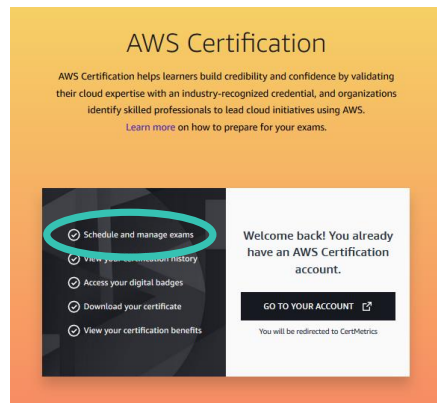 AWS Certification
AWS Certification helps learners build credibility and confidence by validating
their cloud expertise with an industry-recognized credential, and organizations
identify skilled professionals to lead cloud initiatives using AWS.
Learn more on how to prepare for your exams.
Schedule and manage exams
View your certification history
Access your digital badges
Download your certificate
View your certification benefits
Welcome back! You already
have an AWS Certification
account.
GO TO YOUR ACCOUNT
You will be redirected to CertMetrics